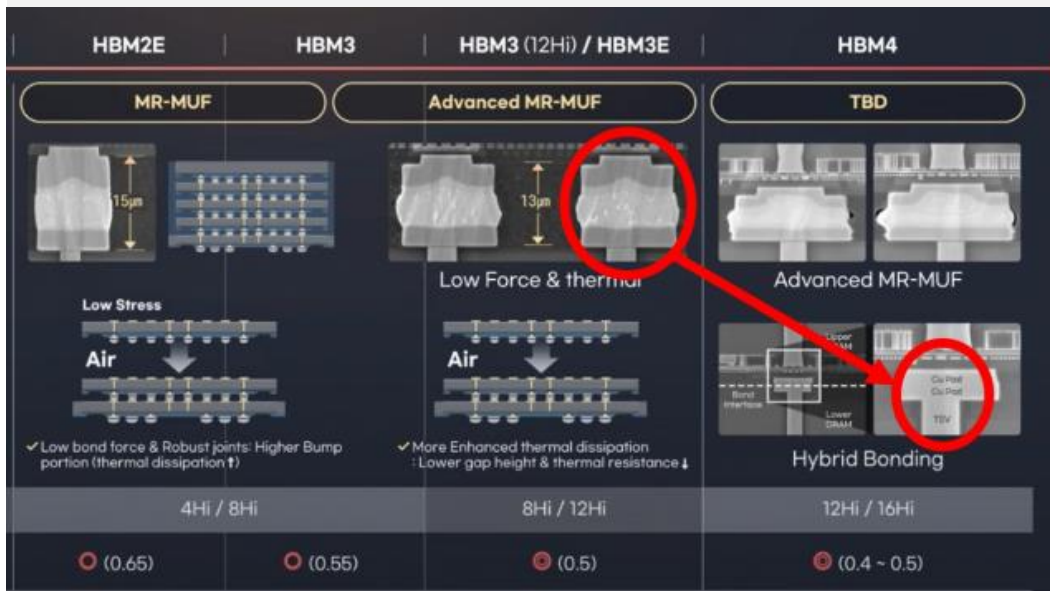 HBM2E HBM3 HBM3 (12Hi) / HBM3E HBM4
MR-MUF Advanced MR-MUF TBD
15μm
13μm
Low Force & thermal
Advanced MR-MUF
Low Stress
Air
Air
Upper
Bond
Interface
Lower
DRAM
Cu Pad
Cu Pad
TSV
✓Low bond force & Robust joints: Higher Bump
portion (thermal dissipation↑)
✓More Enhanced thermal dissipation
: Lower gap height & thermal resistance↓
Hybrid Bonding
4Hi / 8Hi 8Hi / 12Hi 12Hi / 16Hi
(0.65) (0.55) (0.5) (0.4 ~ 0.5)